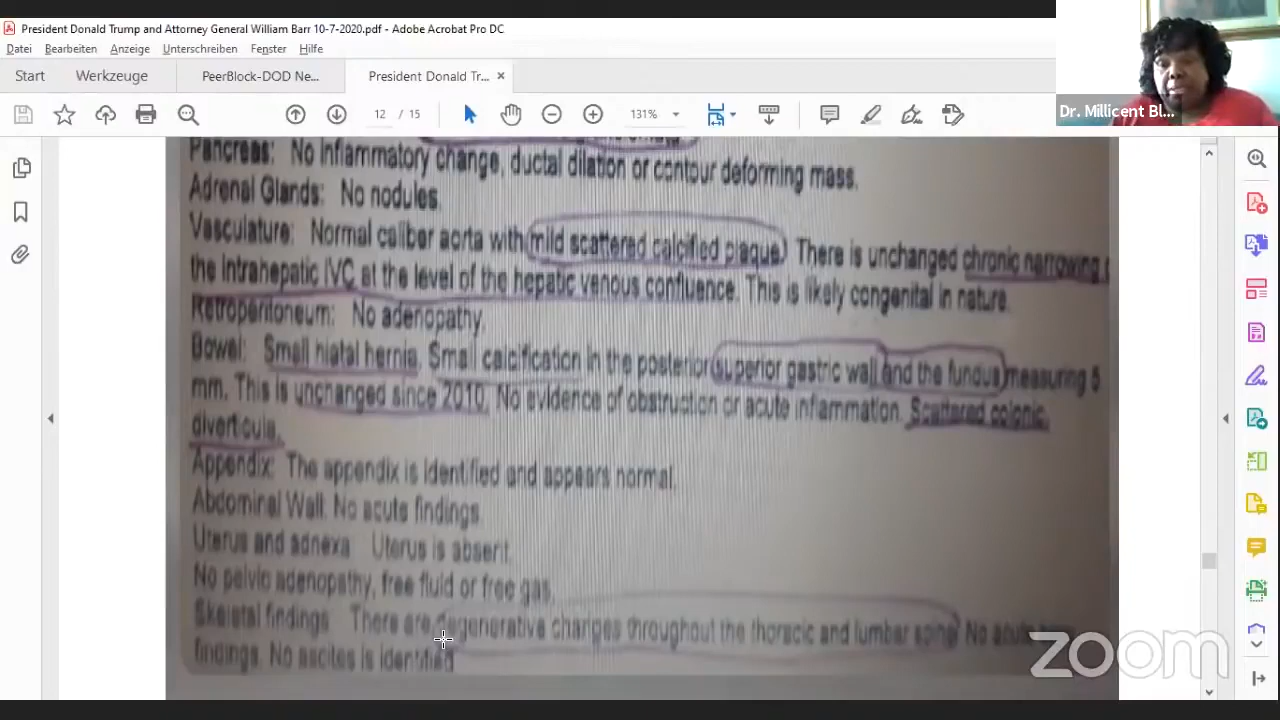 President Donald Trump and Attorney General William Barr 10-7-2020.pdf - Adobe Acrobat Pro DC
Datei Bearbeiten Anzeige Unterschreiben Fenster Hilfe
Start Werkzeuge PeerBlock-DOD Ne... President Donald Tr... ×
12 / 15 131%
Dr. Millicent Bl...
Pancreas: No inflammatory change, ductal dilation or contour deforming mass.
Adrenal Glands: No nodules.
Vasculature: Normal caliber aorta with mild scattered calcified plaque. There is unchanged chronic narrowing
the intrahepatic IVC at the level of the hepatic venous confluence. This is likely congenital in nature.
Retroperitoneum: No adenopathy.
Bowel: Small hiatal hernia. Small calcification in the posterior superior gastric wall and the fundus measuring 5
mm. This is unchanged since 2010. No evidence of obstruction or acute inflammation. Scattered colonic
diverticula.
Appendix: The appendix is identified and appears normal.
Abdominal Wall: No acute findings.
Uterus and adnexa Uterus is absent.
No pelvic adenopathy, free fluid or free gas.
Skeletal findings There are degenerative changes throughout the thoracic and lumbar spine. No acute
findings. No ascites is identified
zoom